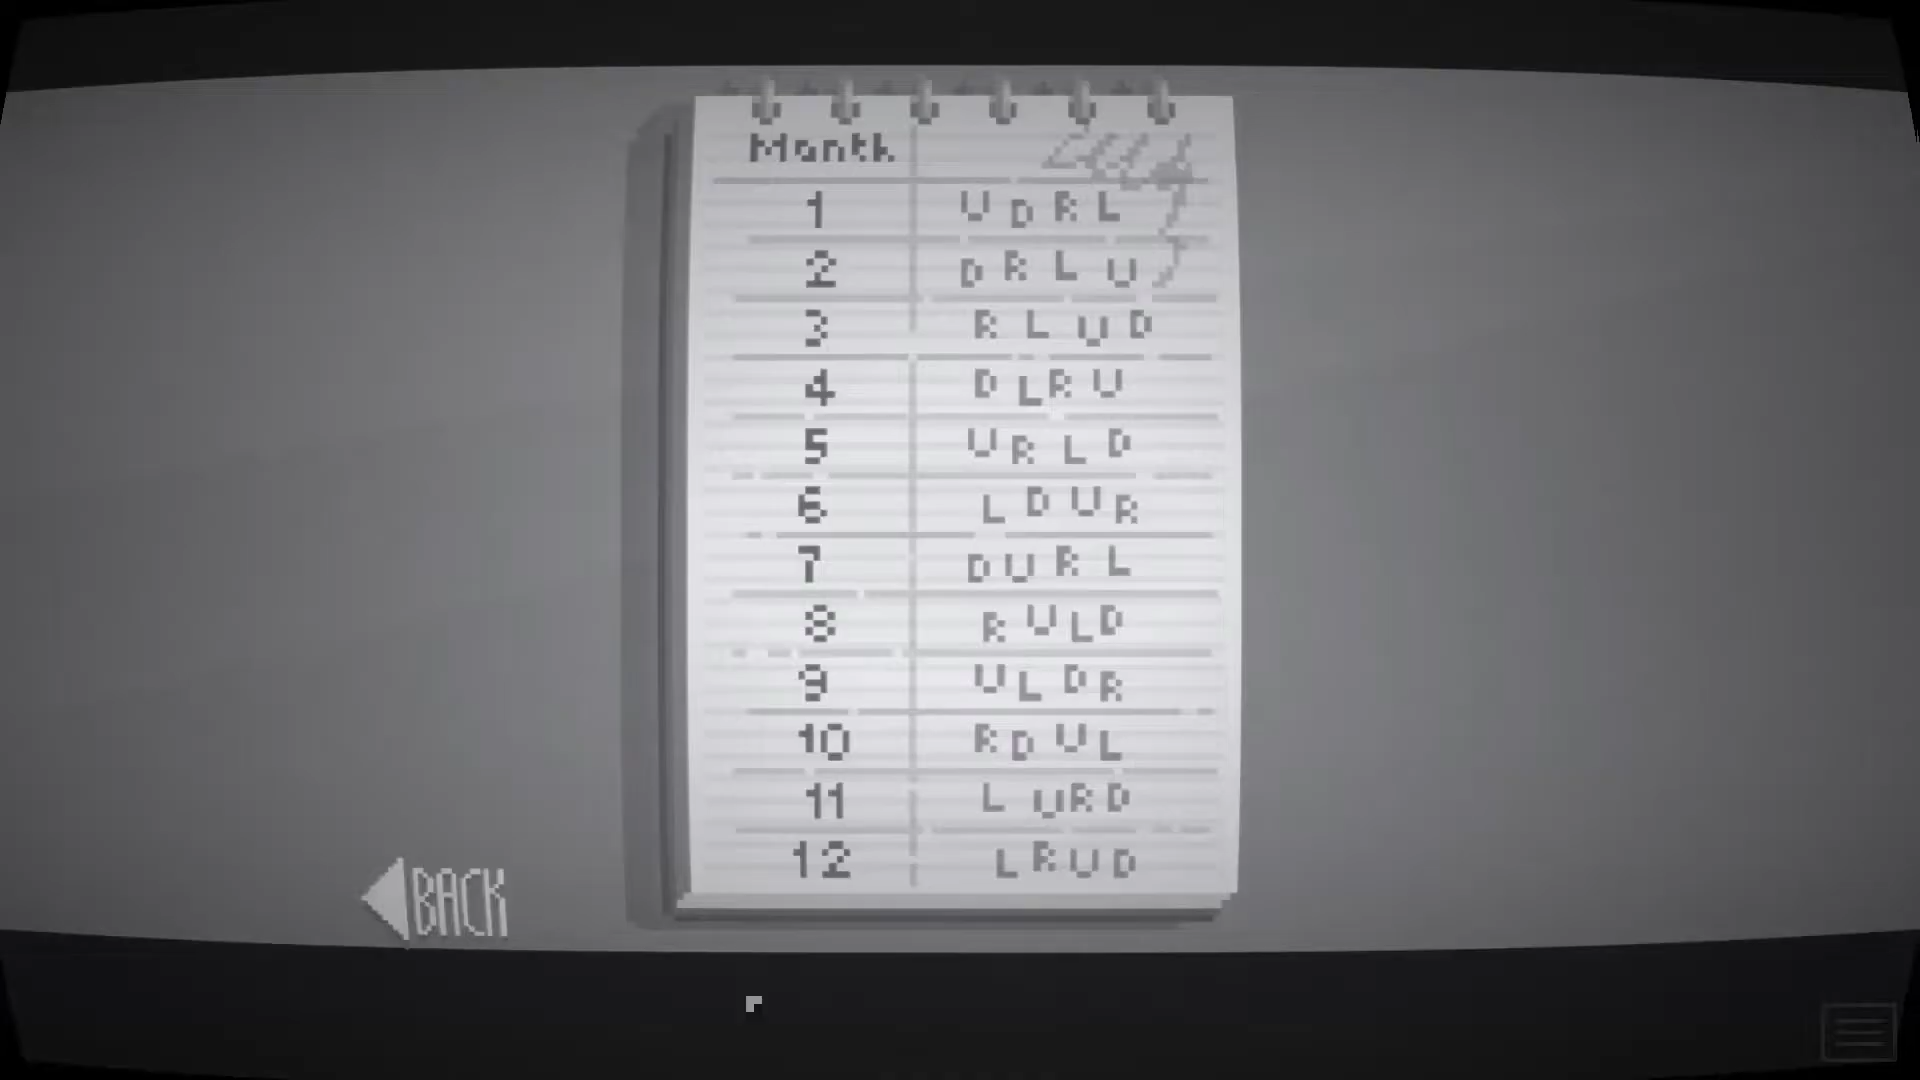 Month
1 U D R L
2 D R L U
3 R L U D
4 D L R U
5 U R L D
6 L D U R
7 D U R L
8 R U L D
9 U L D R
10 R D U L
11 L U R D
12 L R U D
BACK